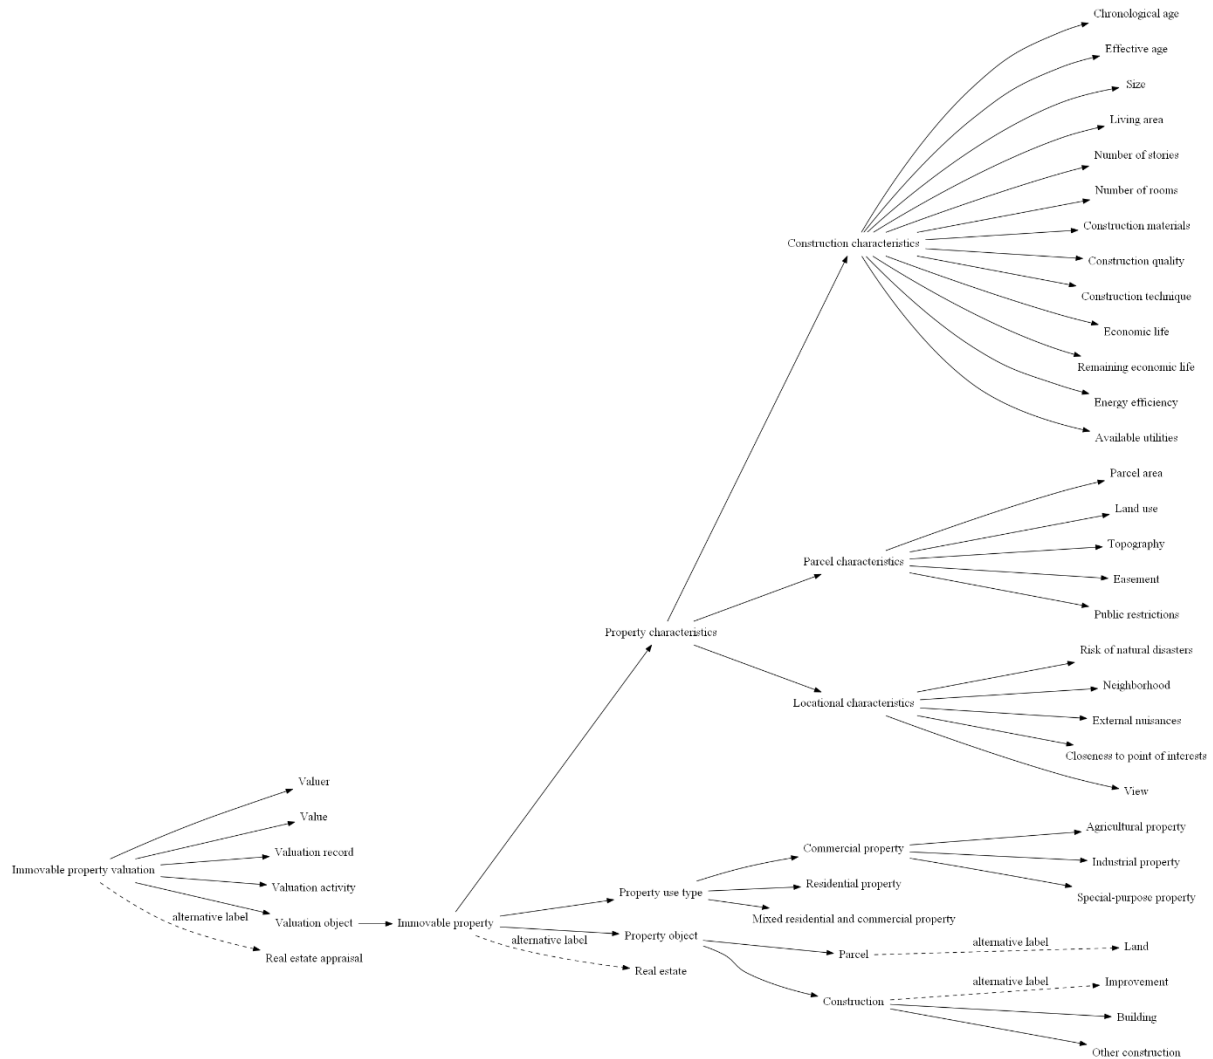 Chronological age
Effective age
Size
Living area
Number of stories
Number of rooms
Construction materials
Construction characteristics
Construction quality
Construction technique
Economic life
Remaining economic life
Energy efficiency
Available utilities
Parcel area
Land use
Topography
Parcel characteristics
Easement
Public restrictions
Property characteristics
Risk of natural disasters
Neighborhood
Locational characteristics
External nuisances
Closeness to point of interests
View
Valuer
Value
Valuation record
Immovable property valuation
Valuation activity
alternative label
Valuation object
Real estate appraisal
Immovable property
alternative label
Real estate
Property use type
Property object
Commercial property
Residential property
Mixed residential and commercial property
Agricultural property
Industrial property
Special-purpose property
Parcel
alternative label
Land
Construction
alternative label
Improvement
Building
Other construction